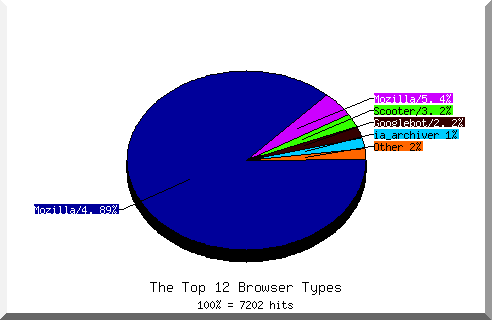 Mozilla/5. 4%
Scooter/3. 2%
Googlebot/2. 2%
ia_archiver 1%
Other 2%
Mozilla/4. 89%
The Top 12 Browser Types
100% = 7202 hits